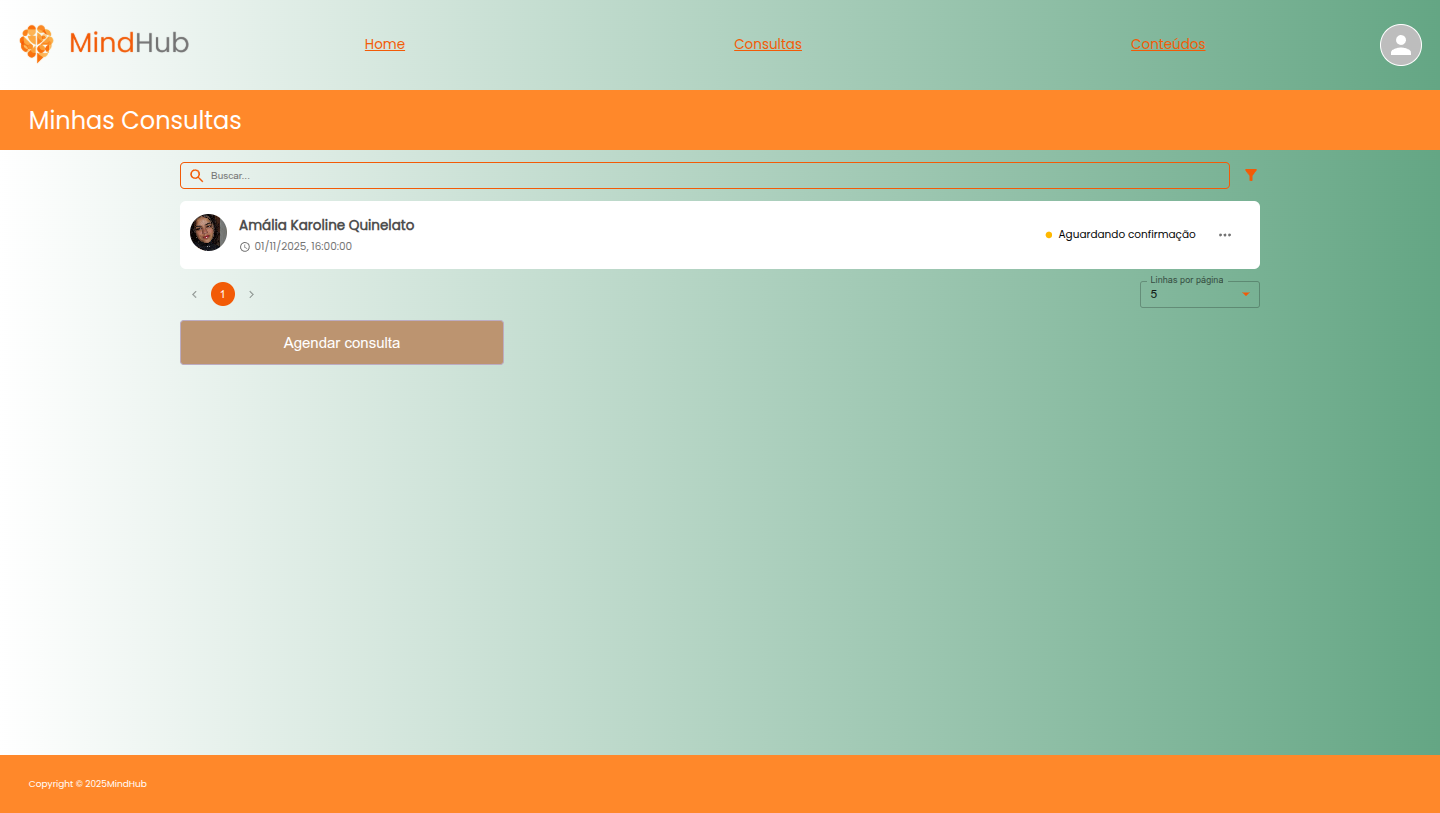 MindHub
Home
Consultas
Conteúdos
Minhas Consultas
Buscar...
Amália Karoline Quinelato
01/11/2025, 16:00:00
Aguardando confirmação
1
Linhas por página
5
Agendar consulta
Copyright © 2025MindHub